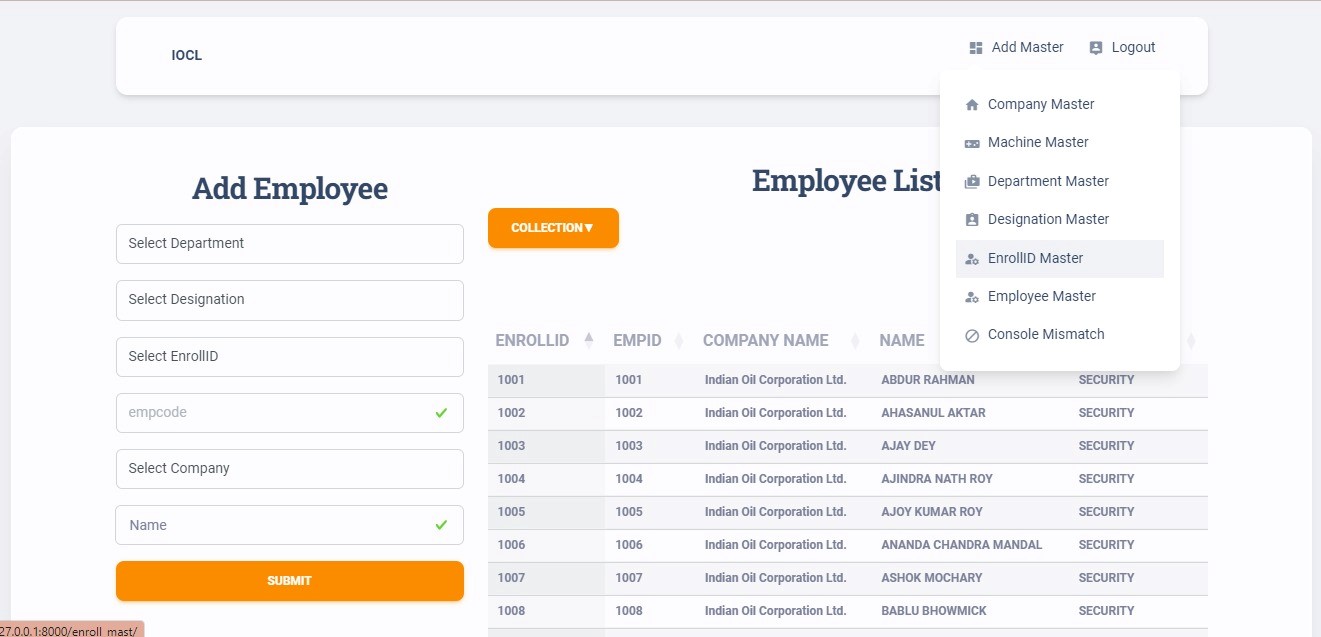 IOCL
Add Master Logout
Company Master
Machine Master
Department Master
Designation Master
EnrollID Master
Employee Master
Console Mismatch
Add Employee
Select Department
Select Designation
Select EnrollID
empcode
Select Company
Name
SUBMIT
Employee List
COLLECTION▼
ENROLLID EMPID COMPANY NAME NAME
1001 1001 Indian Oil Corporation Ltd. ABDUR RAHMAN SECURITY
1002 1002 Indian Oil Corporation Ltd. AHASANUL AKTAR SECURITY
1003 1003 Indian Oil Corporation Ltd. AJAY DEY SECURITY
1004 1004 Indian Oil Corporation Ltd. AJINDRA NATH ROY SECURITY
1005 1005 Indian Oil Corporation Ltd. AJOY KUMAR ROY SECURITY
1006 1006 Indian Oil Corporation Ltd. ANANDA CHANDRA MANDAL SECURITY
1007 1007 Indian Oil Corporation Ltd. ASHOK MOCHARY SECURITY
1008 1008 Indian Oil Corporation Ltd. BABLU BHOWMICK SECURITY
27.0.0.1:8000/enroll_mast/